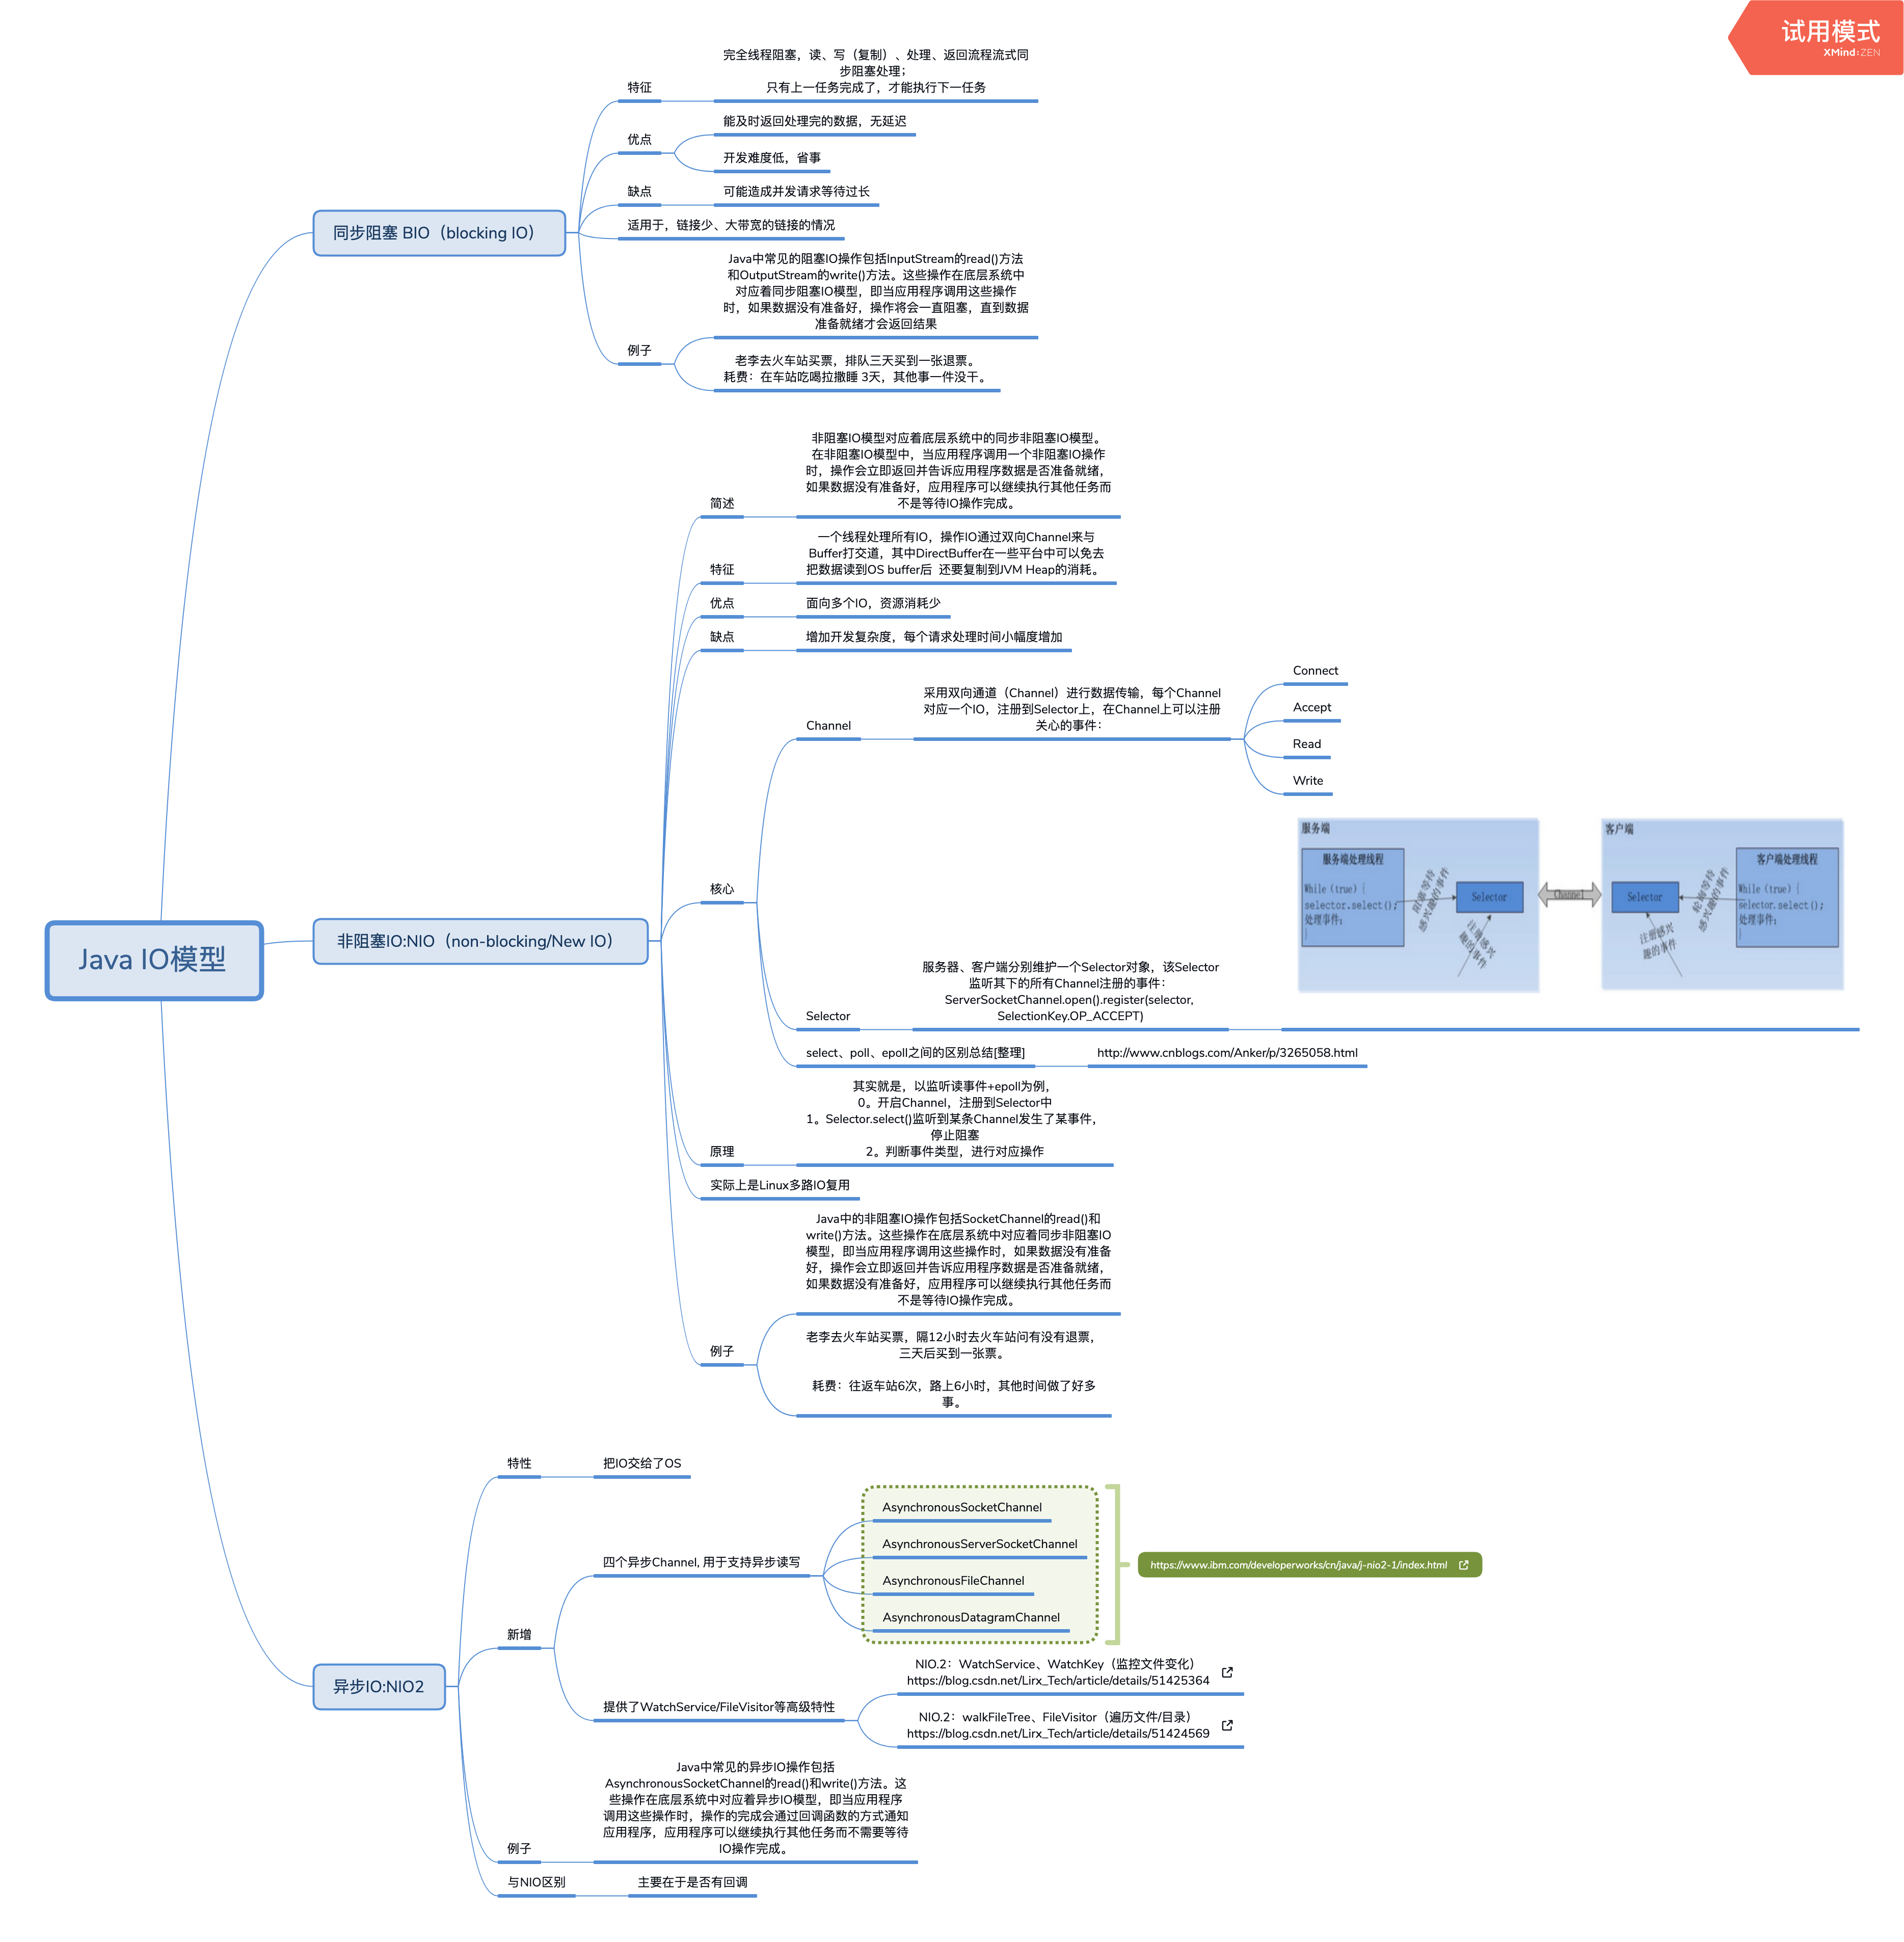 试用模式
XMind:ZEN
Java IO模型
同步阻塞 BIO（blocking IO）
特征
完全线程阻塞，读、写（复制）、处理、返回流程流式同
步阻塞处理；
只有上一任务完成了，才能执行下一任务
优点
能及时返回处理完的数据，无延迟
开发难度低，省事
缺点
可能造成并发请求等待过长
适用于，链接少、大带宽的链接的情况
例子
Java中常见的阻塞IO操作包括InputStream的read()方法
和OutputStream的write()方法。这些操作在底层系统中
对应着同步阻塞IO模型，即当应用程序调用这些操作
时，如果数据没有准备好，操作将会一直阻塞，直到数据
准备就绪才会返回结果
老李去火车站买票，排队三天买到一张退票。
耗费：在车站吃喝拉撒睡 3天，其他事一件没干。
非阻塞IO:NIO（non-blocking/New IO）
简述
非阻塞IO模型对应着底层系统中的同步非阻塞IO模型。
在非阻塞IO模型中，当应用程序调用一个非阻塞IO操作
时，操作会立即返回并告诉应用程序数据是否准备就绪，
如果数据没有准备好，应用程序可以继续执行其他任务而
不是等待IO操作完成。
特征
一个线程处理所有IO，操作IO通过双向Channel来与
Buffer打交道，其中DirectBuffer在一些平台中可以免去
把数据读到OS buffer后 还要复制到JVM Heap的消耗。
优点
面向多个IO，资源消耗少
缺点
增加开发复杂度，每个请求处理时间小幅度增加
核心
Channel
采用双向通道（Channel）进行数据传输，每个Channel
对应一个IO，注册到Selector上，在Channel上可以注册
关心的事件：
Connect
Accept
Read
Write
Selector
服务器、客户端分别维护一个Selector对象，该Selector
监听其下的所有Channel注册的事件：
ServerSocketChannel.open().register(selector,
SelectionKey.OP_ACCEPT)
服务端
服务端处理线程
While (true) {
selector.select();
处理事件;
}
阻塞等待
感兴趣的事件
Selector
注册感兴
趣的事件
Channel
客户端
Selector
轮询等待
感兴趣的事件
注册感兴
趣的事件
客户端处理线程
While (true) {
selector.select();
处理事件;
}
select、poll、epoll之间的区别总结[整理]
http://www.cnblogs.com/Anker/p/3265058.html
原理
其实就是，以监听读事件+epoll为例，
0。开启Channel，注册到Selector中
1。Selector.select()监听到某条Channel发生了某事件，
停止阻塞
2。判断事件类型，进行对应操作
实际上是Linux多路IO复用
例子
Java中的非阻塞IO操作包括SocketChannel的read()和
write()方法。这些操作在底层系统中对应着同步非阻塞IO
模型，即当应用程序调用这些操作时，如果数据没有准备
好，操作会立即返回并告诉应用程序数据是否准备就绪，
如果数据没有准备好，应用程序可以继续执行其他任务而
不是等待IO操作完成。
老李去火车站买票，隔12小时去火车站问有没有退票，
三天后买到一张票。
耗费：往返车站6次，路上6小时，其他时间做了好多
事。
异步IO:NIO2
特性
把IO交给了OS
新增
四个异步Channel, 用于支持异步读写
AsynchronousSocketChannel
AsynchronousServerSocketChannel
AsynchronousFileChannel
AsynchronousDatagramChannel
https://www.ibm.com/developerworks/cn/java/j-nio2-1/index.html
提供了WatchService/FileVisitor等高级特性
NIO.2：WatchService、WatchKey（监控文件变化）
https://blog.csdn.net/Lirx_Tech/article/details/51425364
NIO.2：walkFileTree、FileVisitor（遍历文件/目录）
https://blog.csdn.net/Lirx_Tech/article/details/51424569
例子
Java中常见的异步IO操作包括
AsynchronousSocketChannel的read()和write()方法。这
些操作在底层系统中对应着异步IO模型，即当应用程序
调用这些操作时，操作的完成会通过回调函数的方式通知
应用程序，应用程序可以继续执行其他任务而不需要等待
IO操作完成。
与NIO区别
主要在于是否有回调